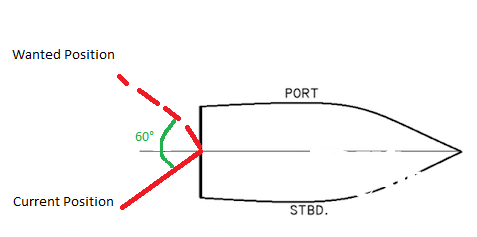 Wanted Position
PORT
60°
Current Position
STBD.